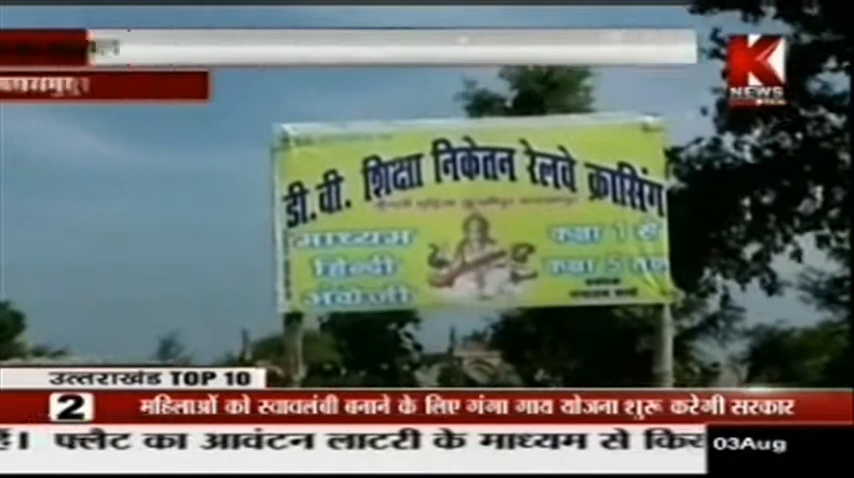 K
NEWS
डी.वी. शिक्षा निकेतन रेलवे क्रासिंग
माध्यम
हिन्दी
अंग्रेजी
कक्षा 1 से
कक्षा 5 तक
उत्तराखंड TOP 10
2 महिलाओं को स्वावलंबी बनाने के लिए गंगा गाय योजना शुरू करेगी सरकार
हैं। फ्लैट का आवंटन लाटरी के माध्यम से किय
03Aug